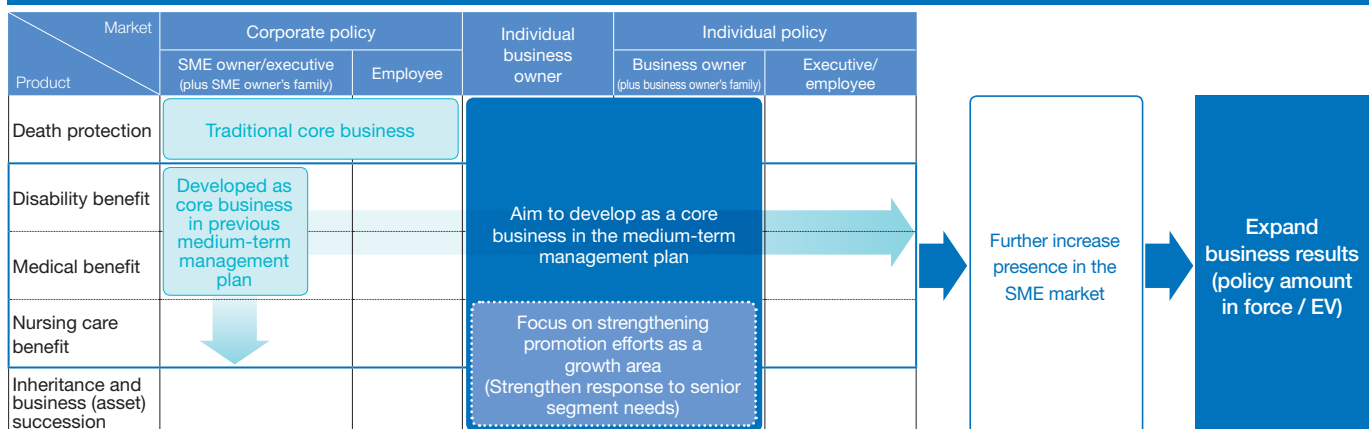 Market
Product
Corporate policy
SME owner/executive
(plus SME owner's family)
Employee
Individual
business
owner
Individual policy
Business owner
(plus business owner's family)
Executive/
employee
Death protection
Traditional core business
Disability benefit
Medical benefit
Developed as
core business
in previous
medium-term
management
plan
Aim to develop as a core
business in the medium-term
management plan
Nursing care
benefit
Focus on strengthening
promotion efforts as a
growth area
(Strengthen response to senior
segment needs)
Inheritance and
business (asset)
succession
Further increase
presence in the
SME market
Expand
business results
(policy amount
in force / EV)